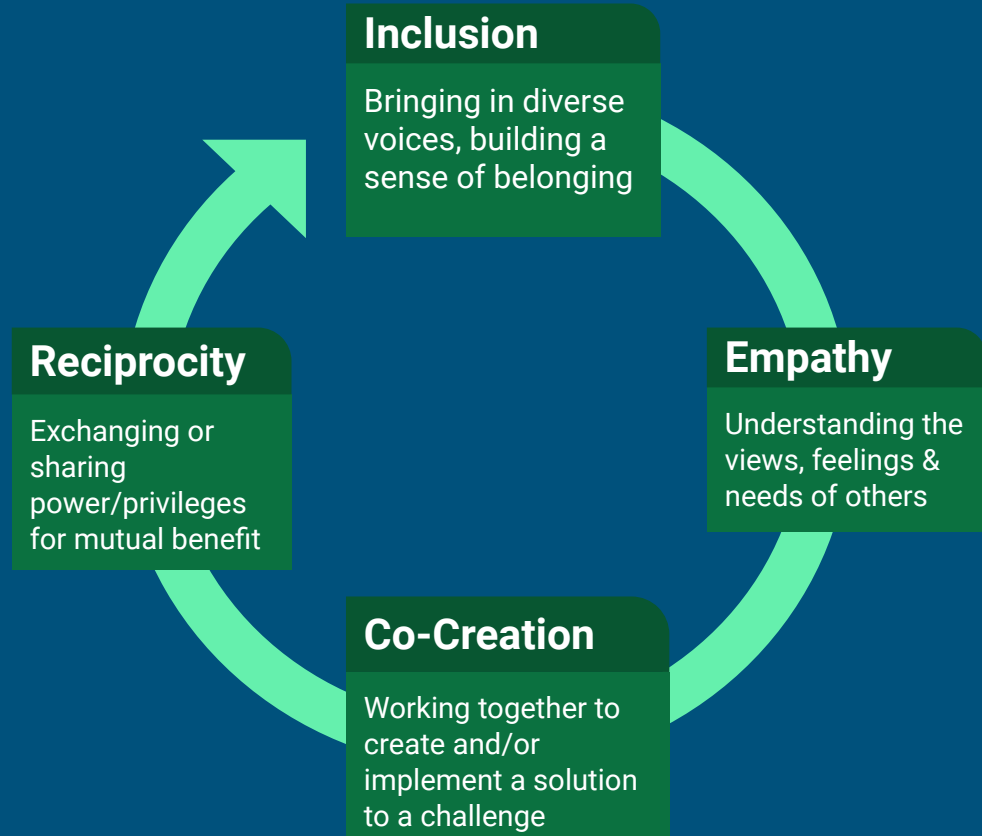 Inclusion
Bringing in diverse
voices, building a
sense of belonging
Empathy
Understanding the
views, feelings &
needs of others
Co-Creation
Working together to
create and/or
implement a solution
to a challenge
Reciprocity
Exchanging or
sharing
power/privileges
for mutual benefit